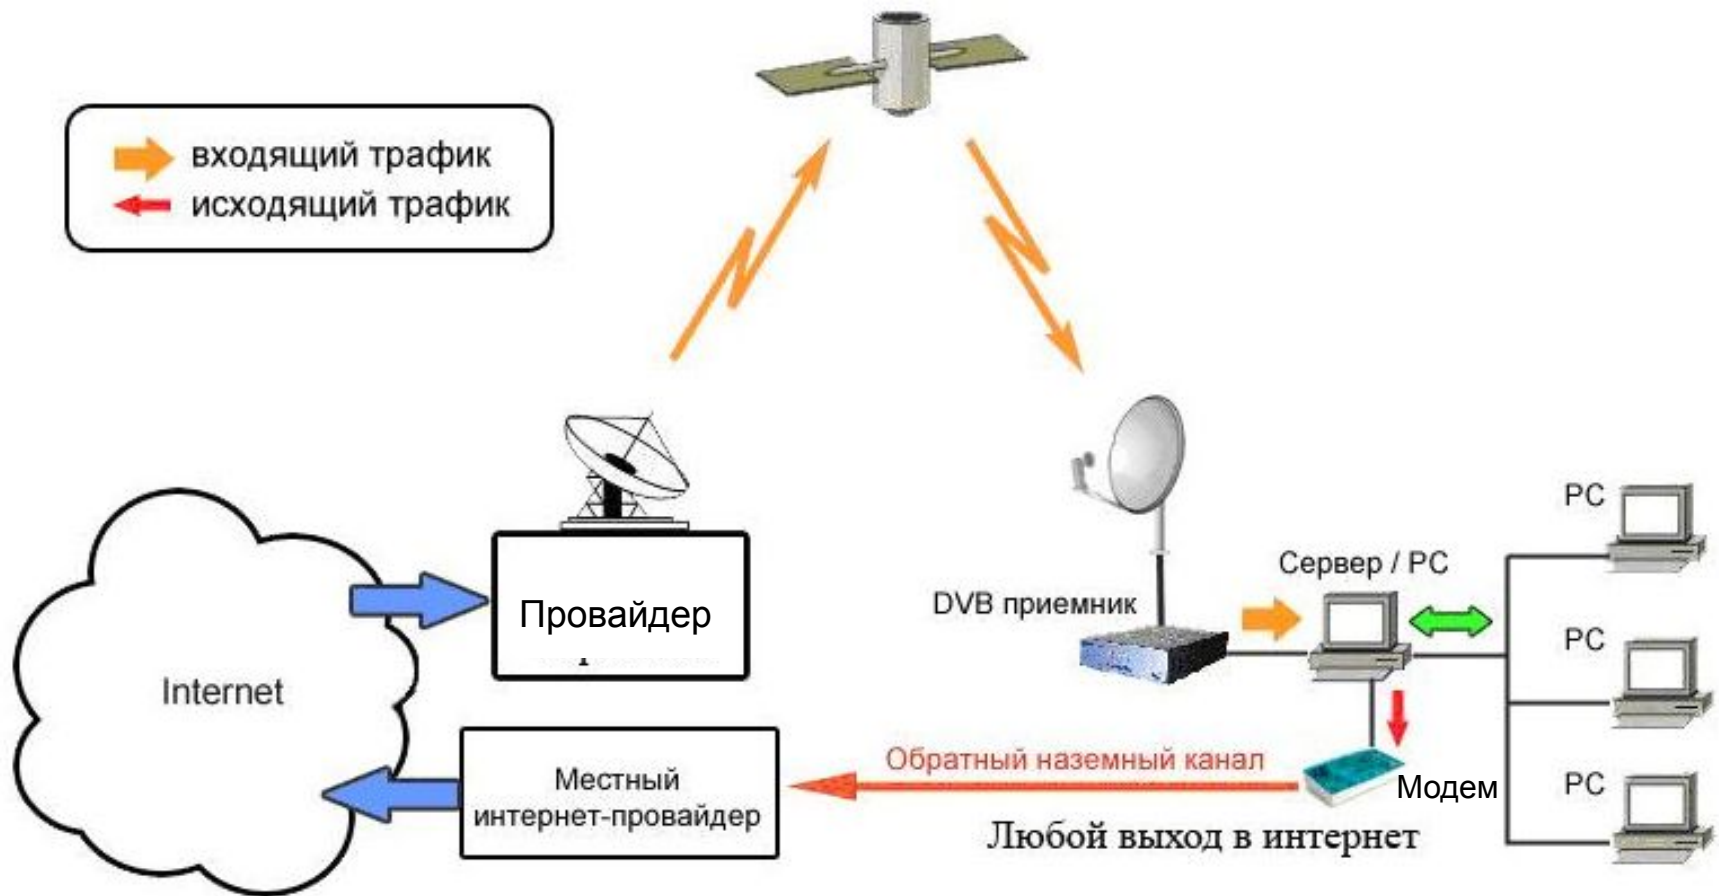 входящий трафик
исходящий трафик
PC
Сервер / PC
DVB приемник
Провайдер
PC
Internet
Обратный наземный канал
Местный
интернет-провайдер
Модем
PC
Любой выход в интернет